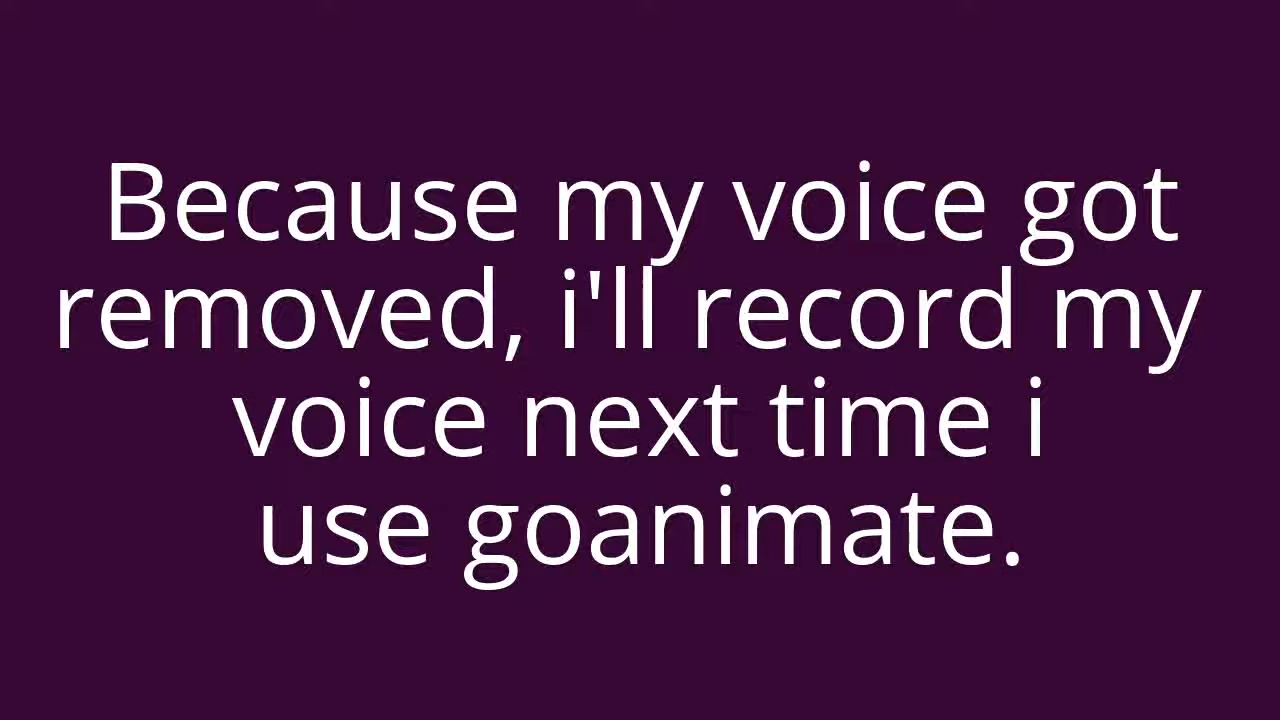 Because my voice got
removed, i'll record my
voice next time i
use goanimate.